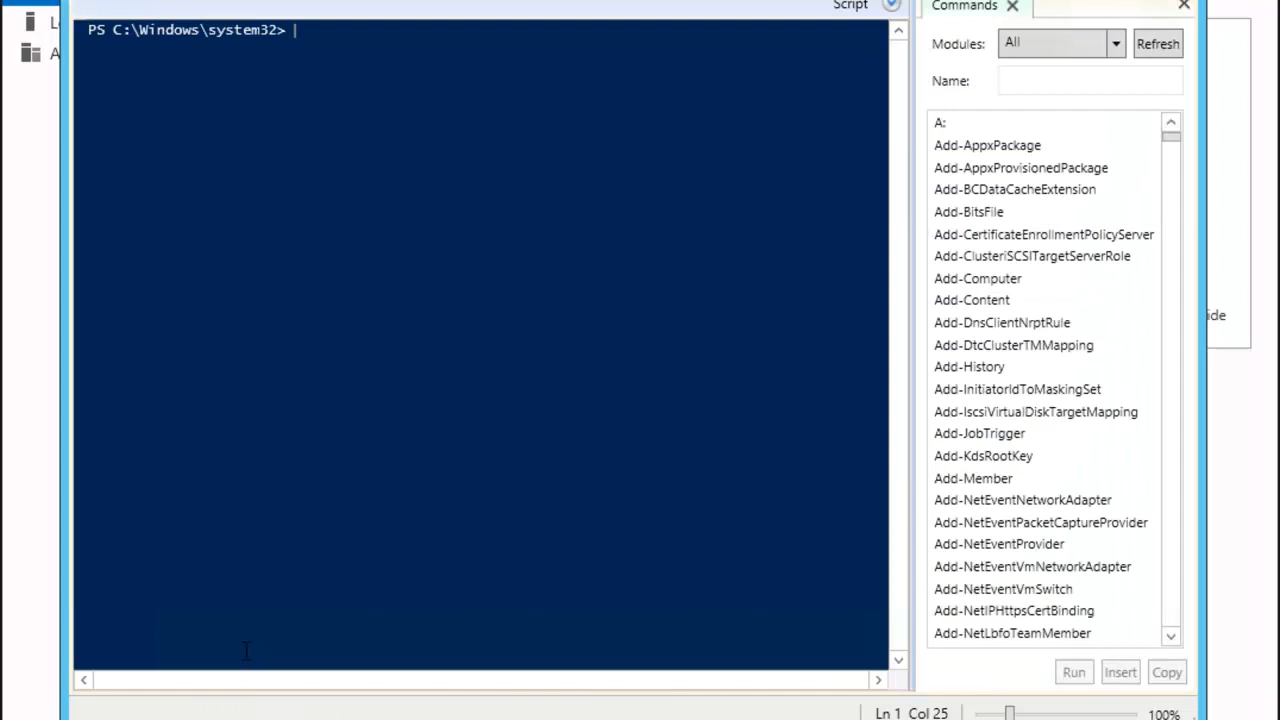 Script
Commands
L
A
PS C:\Windows\system32>
Modules:
All
Refresh
Name:
A:
Add-AppxPackage
Add-AppxProvisionedPackage
Add-BCDataCacheExtension
Add-BitsFile
Add-CertificateEnrollmentPolicyServer
Add-ClusteriSCSITargetServerRole
Add-Computer
Add-Content
Add-DnsClientNrptRule
Add-DtcClusterTMMapping
Add-History
Add-InitiatorIdToMaskingSet
Add-IscsiVirtualDiskTargetMapping
Add-JobTrigger
Add-KdsRootKey
Add-Member
Add-NetEventNetworkAdapter
Add-NetEventPacketCaptureProvider
Add-NetEventProvider
Add-NetEventVmNetworkAdapter
Add-NetEventVmSwitch
Add-NetIPHttpsCertBinding
Add-NetLbfoTeamMember
ide
Run Insert Copy
Ln 1 Col 25
100%